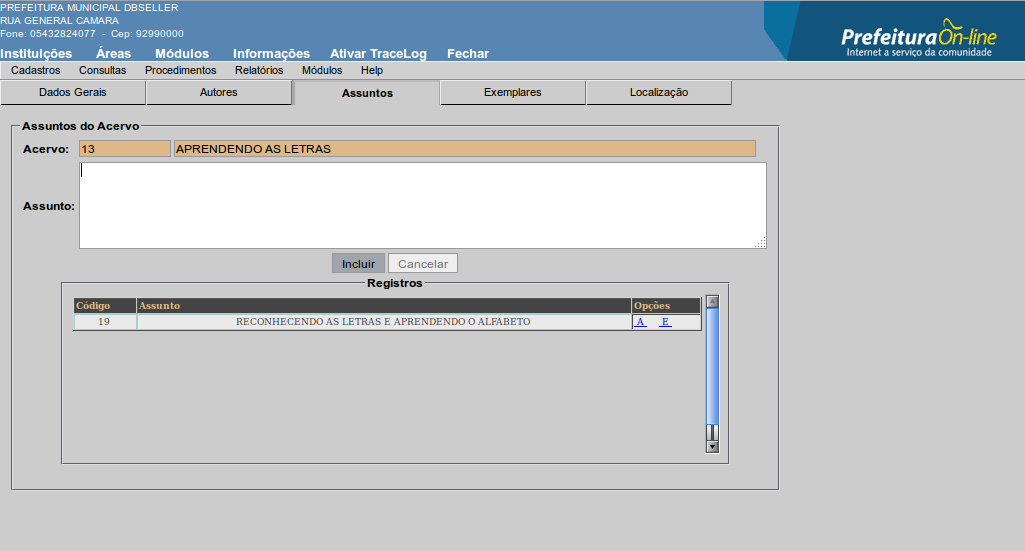 PREFEITURA MUNICIPAL DBSELLER
RUA GENERAL CAMARA
Fone: 05432824077 - Cep: 92990000
PrefeituraOn-line
Internet a serviço da comunidade
Instituições Áreas Módulos Informações Ativar TraceLog Fechar
Cadastros Consultas Procedimentos Relatórios Módulos Help
Dados Gerais Autores Assuntos Exemplares Localização
Assuntos do Acervo
Acervo: 13 APRENDENDO AS LETRAS
Assunto:
Incluir Cancelar
Registros
Código Assunto Opções
19 RECONHECENDO AS LETRAS E APRENDENDO O ALFABETO A E